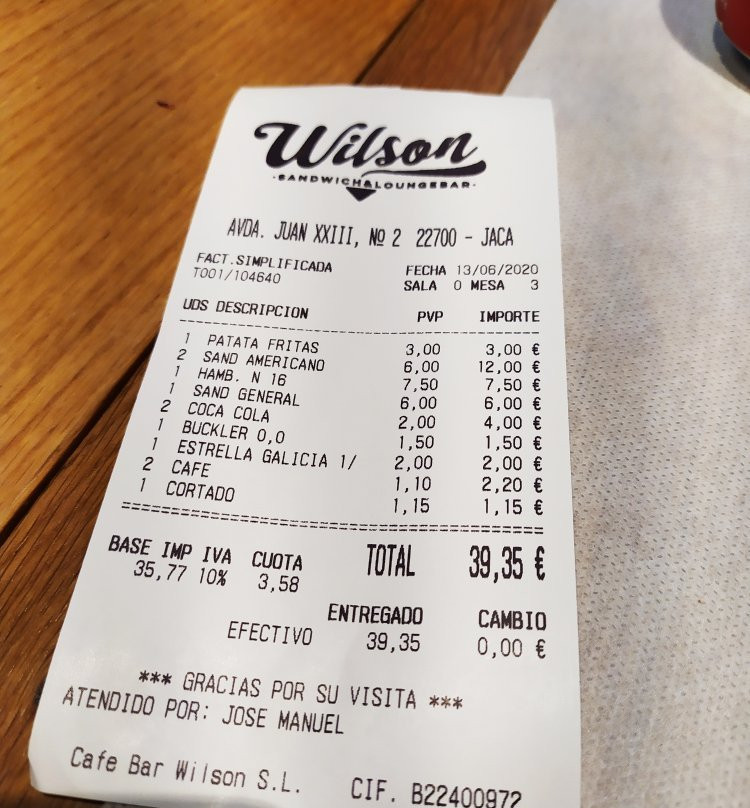 Wilson
·SANDWICH&LOUNGEBAR·
AVDA. JUAN XXIII, Nº 2 22700 - JACA
FACT.SIMPLIFICADA FECHA 13/06/2020
T001/104640 SALA 0 MESA 3
UDS DESCRIPCION PVP IMPORTE
1 PATATA FRITAS 3,00 3,00 €
2 SAND AMERICANO 6,00 12,00 €
1 HAMB. N 16 7,50 7,50 €
1 SAND GENERAL 6,00 6,00 €
2 COCA COLA 2,00 4,00 €
1 BUCKLER 0,0 1,50 1,50 €
1 ESTRELLA GALICIA 1/ 2,00 2,00 €
2 CAFE 1,10 2,20 €
1 CORTADO 1,15 1,15 €
BASE IMP IVA CUOTA TOTAL 39,35 €
35,77 10% 3,58
ENTREGADO CAMBIO
EFECTIVO 39,35 0,00 €
*** GRACIAS POR SU VISITA ***
ATENDIDO POR: JOSE MANUEL
Cafe Bar Wilson S.L. CIF. B22400972